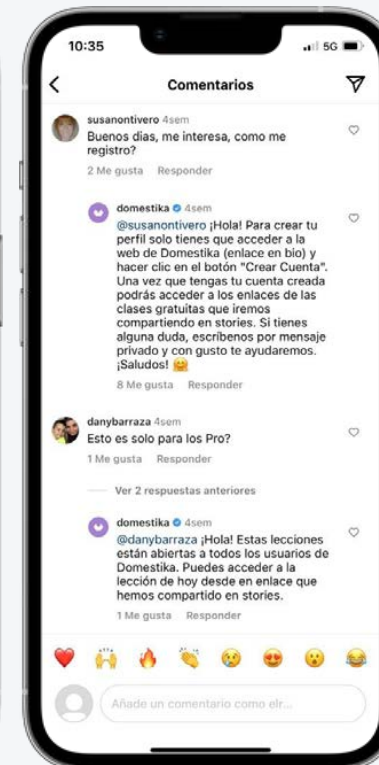 10:35
5G
Comentarios
susanontivero 4sem
Buenos días, me interesa, como me
registro?
2 Me gusta Responder
domestika 4sem
@susanontivero ¡Hola! Para crear tu
perfil solo tienes que acceder a la
web de Domestika (enlace en bio) y
hacer clic en el botón "Crear Cuenta".
Una vez que tengas tu cuenta creada
podrás acceder a los enlaces de las
clases gratuitas que iremos
compartiendo en stories. Si tienes
alguna duda, escríbenos por mensaje
privado y con gusto te ayudaremos.
¡Saludos! 🤗
8 Me gusta Responder
danybarraza 4sem
Esto es solo para los Pro?
1 Me gusta Responder
Ver 2 respuestas anteriores
domestika 4sem
@danybarraza ¡Hola! Estas lecciones
están abiertas a todos los usuarios de
Domestika. Puedes acceder a la
lección de hoy desde en enlace que
hemos compartido en stories.
1 Me gusta Responder
Añade un comentario como elr...